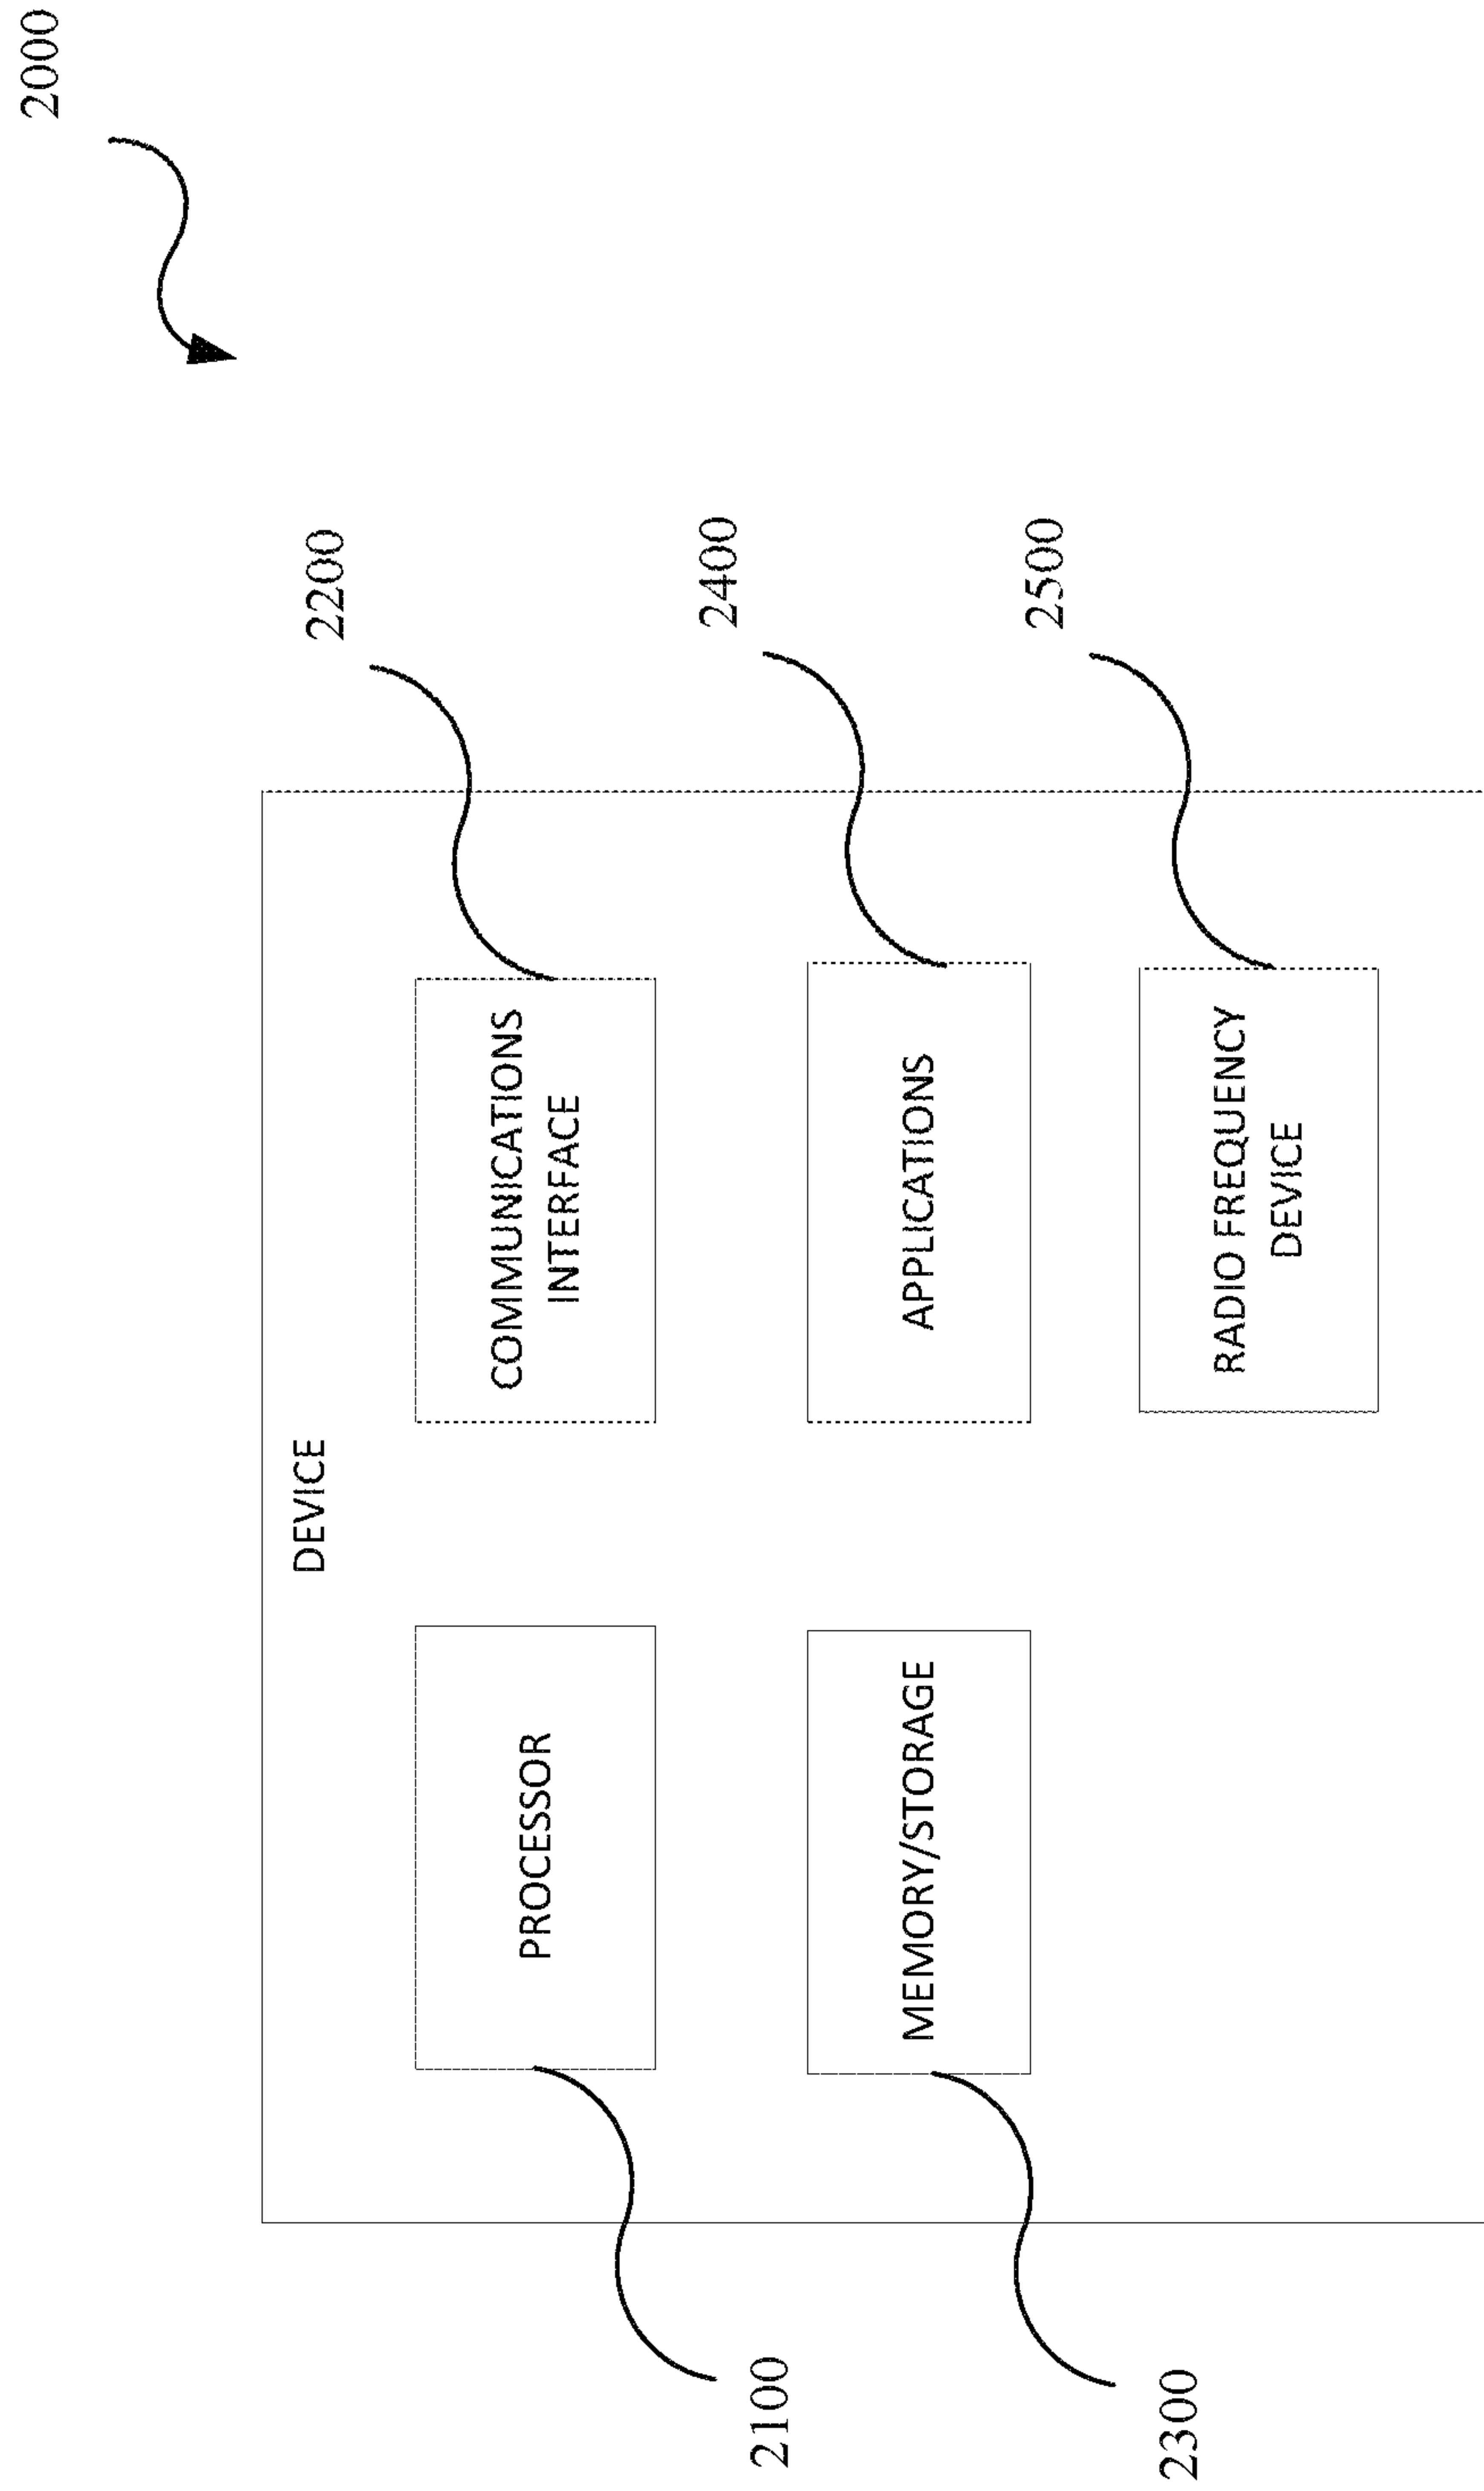 2000
DEVICE
2200
PROCESSOR
COMMUNICATIONS
INTERFACE
2100
2400
MEMORY/STORAGE
APPLICATIONS
2300
2500
RADIO FREQUENCY
DEVICE